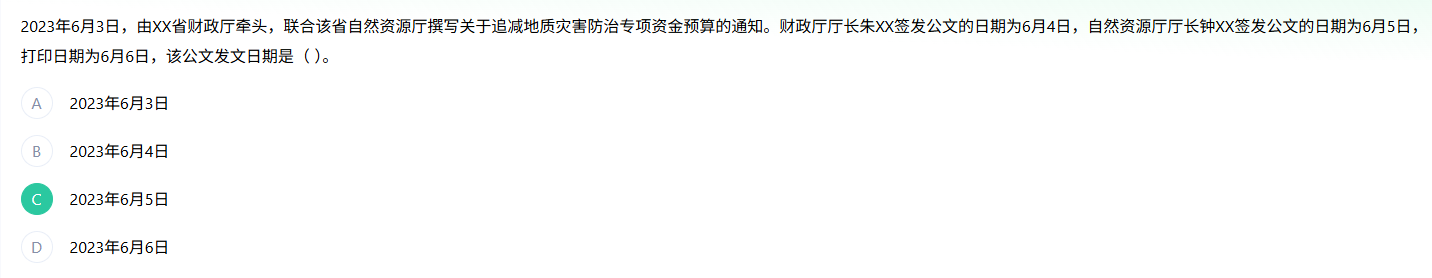 2023年6月3日，由XX省财政厅牵头，联合该省自然资源厅撰写关于追减地质灾害防治专项资金预算的通知。财政厅厅长朱XX签发公文的日期为6月4日，自然资源厅厅长钟XX签发公文的日期为6月5日，
打印日期为6月6日，该公文发文日期是（ )。
A 2023年6月3日
B 2023年6月4日
C 2023年6月5日
D 2023年6月6日